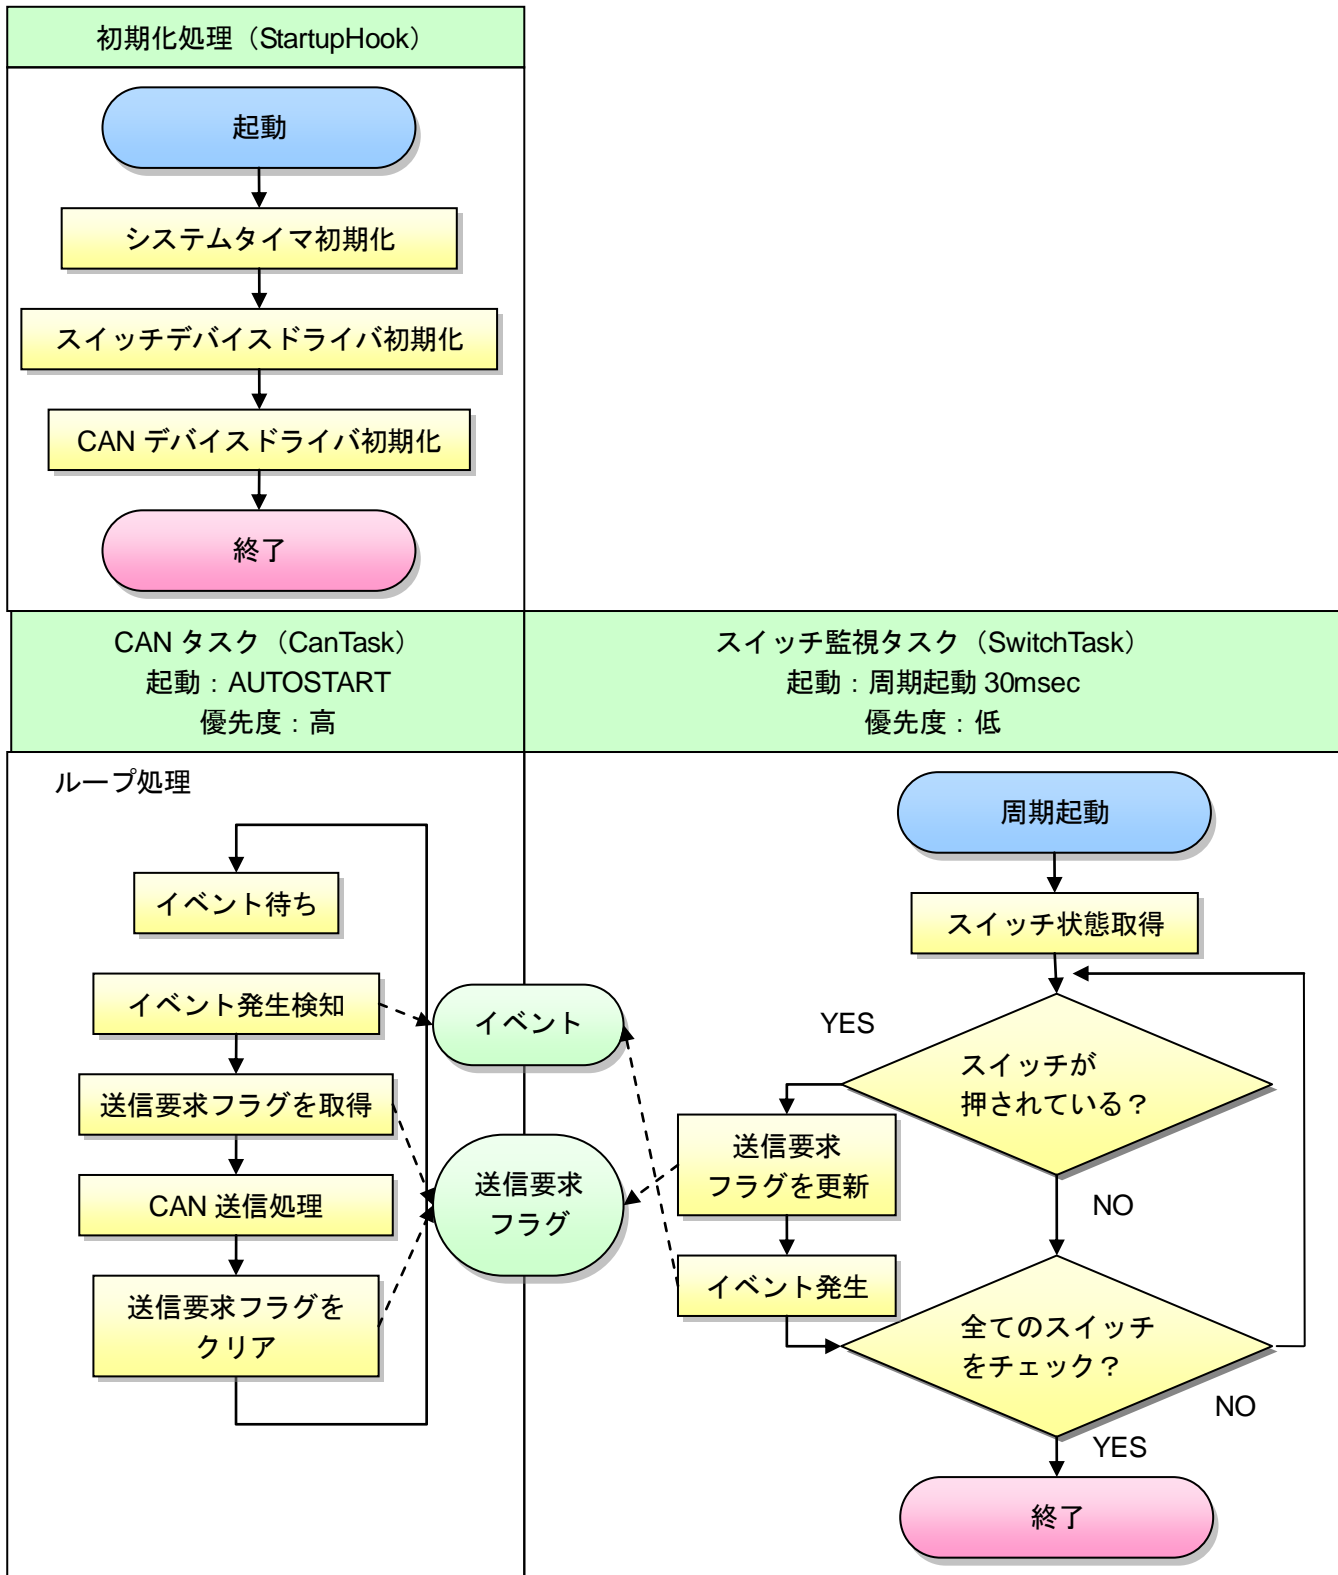 初期化処理（StartupHook）
起動
システムタイマ初期化
スイッチデバイスドライバ初期化
CAN デバイスドライバ初期化
終了
CAN タスク（CanTask）
起動：AUTOSTART
優先度：高
スイッチ監視タスク（SwitchTask）
起動：周期起動 30msec
優先度：低
ループ処理
イベント待ち
イベント発生検知
送信要求フラグを取得
CAN 送信処理
送信要求フラグを
クリア
イベント
送信要求
フラグ
周期起動
スイッチ状態取得
YES
スイッチが
押されている？
送信要求
フラグを更新
NO
イベント発生
全てのスイッチ
をチェック？
NO
YES
終了